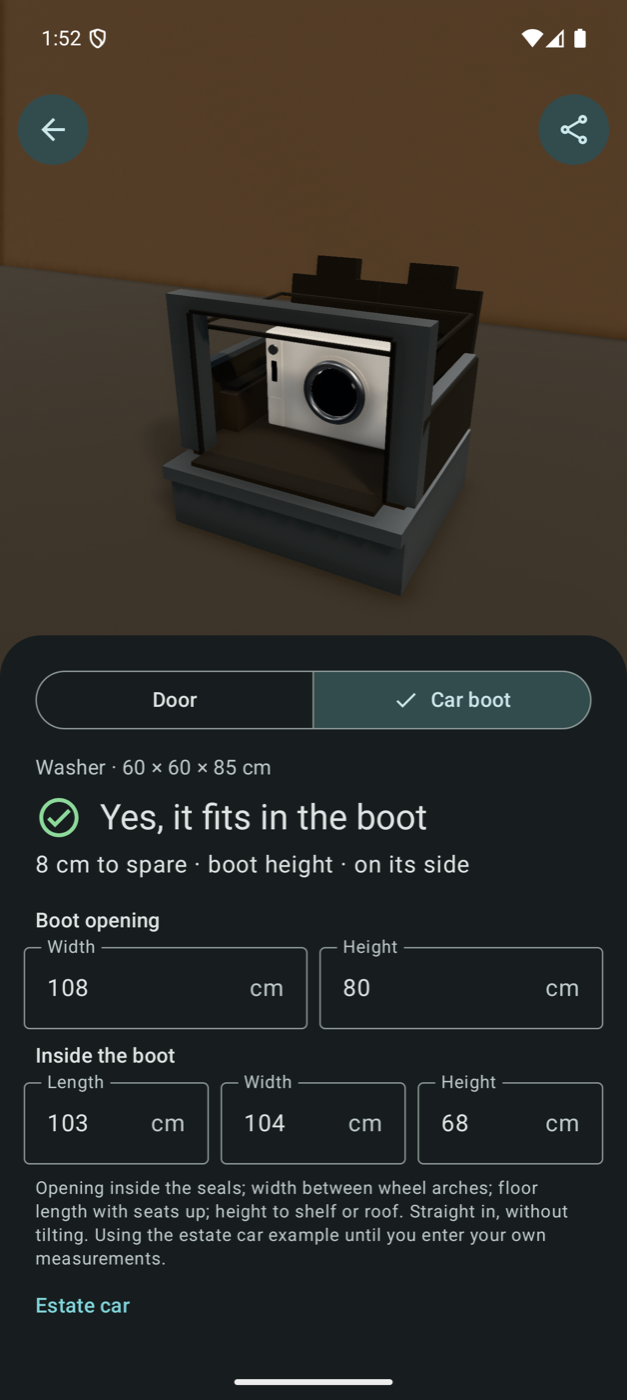 1:52
Door
Car boot
Washer · 60 × 60 × 85 cm
Yes, it fits in the boot
8 cm to spare · boot height · on its side
Boot opening
Width
Height
108 cm
80 cm
Inside the boot
Length
Width
Height
103 cm
104 cm
68 cm
Opening inside the seals; width between wheel arches; floor
length with seats up; height to shelf or roof. Straight in, without
tilting. Using the estate car example until you enter your own
measurements.
Estate car